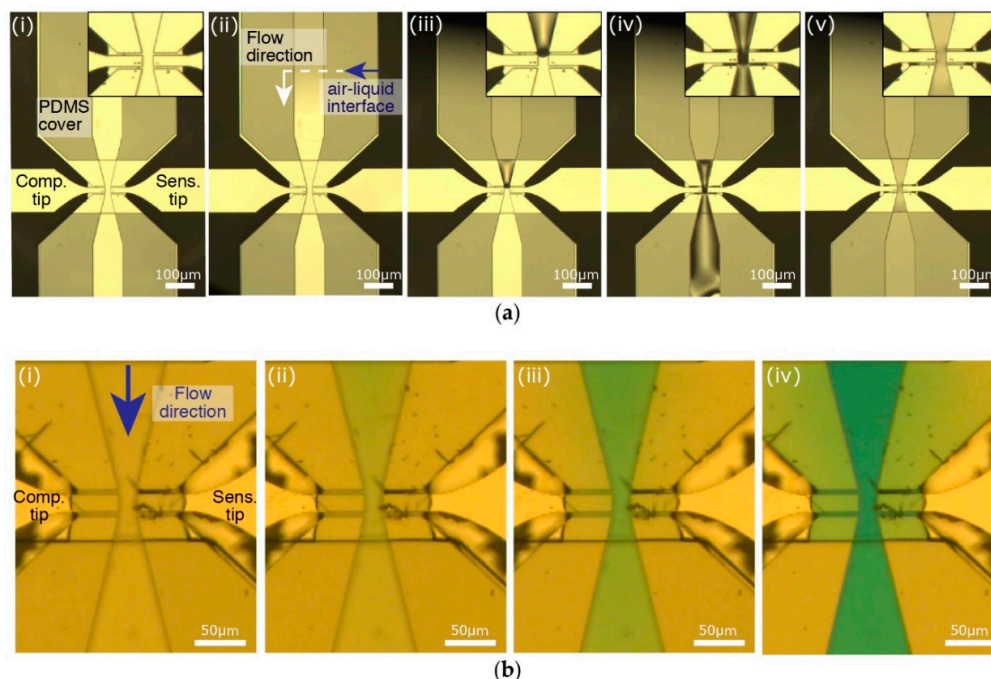 (i)
PDMS
cover
Comp.
tip
Sens.
tip
100μm
(ii)
Flow
direction
air-liquid
interface
100μm
(iii)
100μm
(iv)
100μm
(v)
100μm
(a)
(i)
Flow
direction
Comp.
tip
Sens.
tip
50μm
(ii)
50μm
(iii)
50μm
(iv)
50μm
(b)